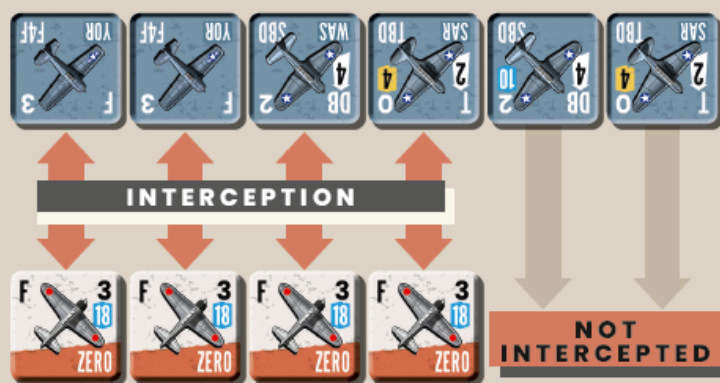 F 3
YOR F4F
F 3
YOR F4F
DB 2
4
WAS SBD
T 0
2 4
SAR TBD
DB 2
4 10
SBD
T 0
2 4
SAR TBD
INTERCEPTION
F 3
18
ZERO
F 3
18
ZERO
F 3
18
ZERO
F 3
18
ZERO
NOT
INTERCEPTED